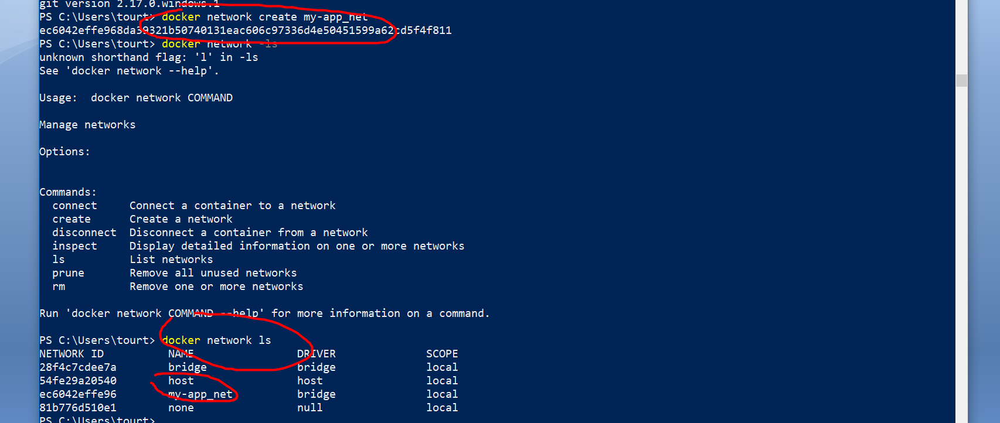 git version 2.17.0.windows.1
PS C:\Users\tourt> docker network create my-app_net
ec6042effe968da39321b50740131eac606c97336d4e50451599a62cd5f4f811
PS C:\Users\tourt> docker network -ls
unknown shorthand flag: 'l' in -ls
See 'docker network --help'.
Usage:  docker network COMMAND
Manage networks
Options:
Commands:
  connect     Connect a container to a network
  create      Create a network
  disconnect  Disconnect a container from a network
  inspect     Display detailed information on one or more networks
  ls          List networks
  prune       Remove all unused networks
  rm          Remove one or more networks
Run 'docker network COMMAND --help' for more information on a command.
PS C:\Users\tourt> docker network ls
NETWORK ID          NAME                DRIVER              SCOPE
28f4c7cdee7a        bridge              bridge              local
54fe29a20540        host                host                local
ec6042effe96        my-app_net          bridge              local
81b776d510e1        none                null                local
PS C:\Users\tourt>